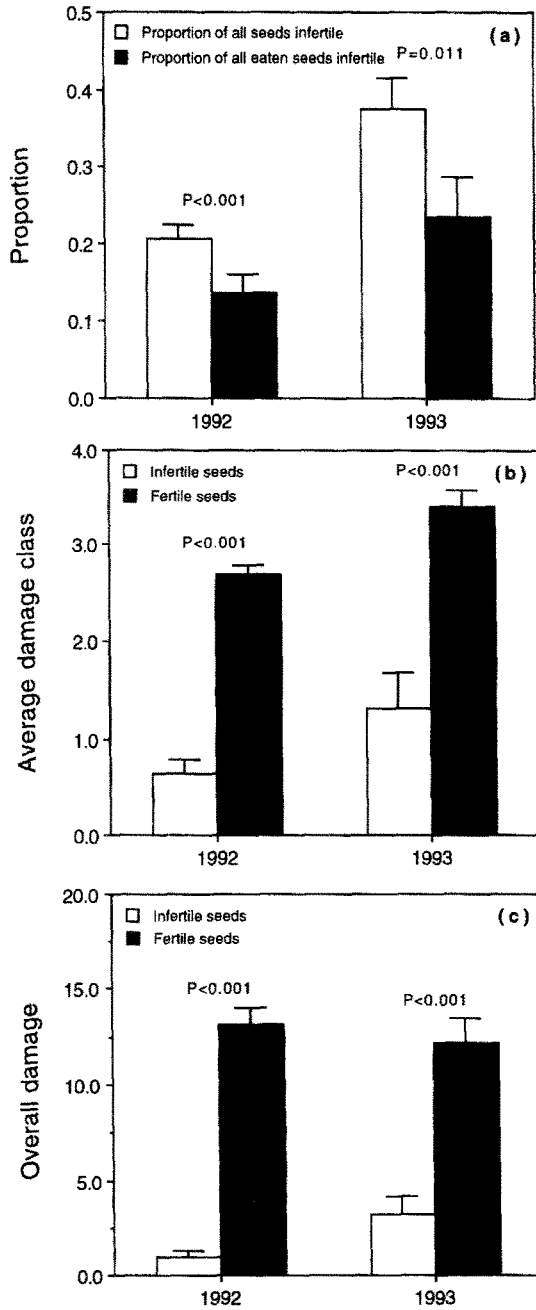 0.5
Proportion of all seeds infertile
(a)
Proportion of all eaten seeds infertile
P=0.011
0.4
0.3
P<0.001
0.2
0.1
0.0
Proportion
1992
1993
4.0
Infertile seeds
P<0.001
(b)
Fertile seeds
3.0
P<0.001
2.0
1.0
0.0
Average damage class
1992
1993
20.0
Infertile seeds
(c)
Fertile seeds
15.0
P<0.001
P<0.001
10.0
5.0
0.0
Overall damage
1992
1993